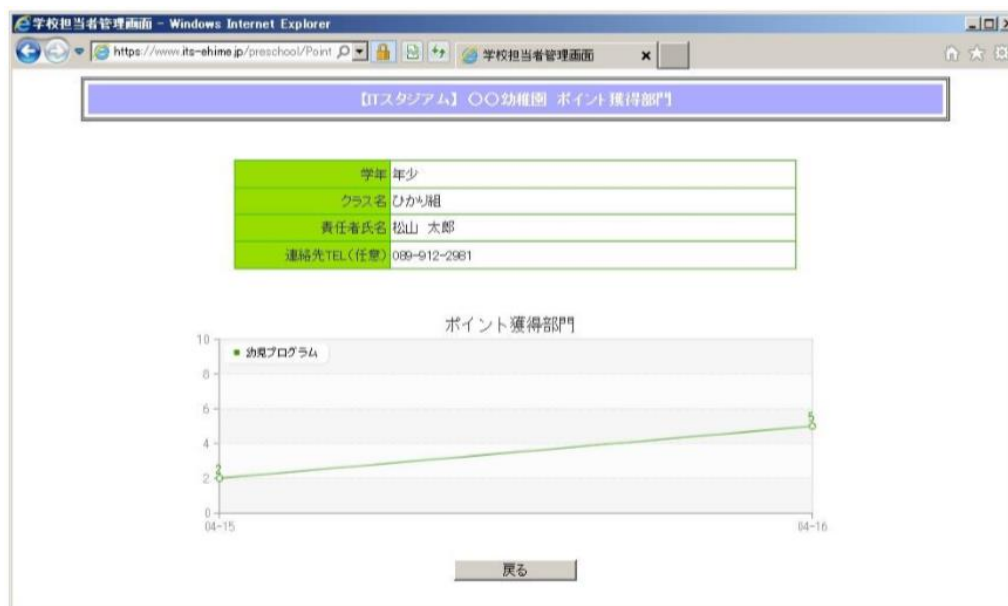 学校担当者管理画面 - Windows Internet Explorer
https://www.its-ehime.jp/preschool/Point
学校担当者管理画面
【ITスタジアム】 〇〇幼稚園 ポイント獲得部門
学年 年少
クラス名 ひかり組
責任者氏名 松山 太郎
連絡先TEL(任意) 089-912-2981
ポイント獲得部門
幼児プログラム
10
8
6
4
2
0
2
5
04-15
04-16
戻る